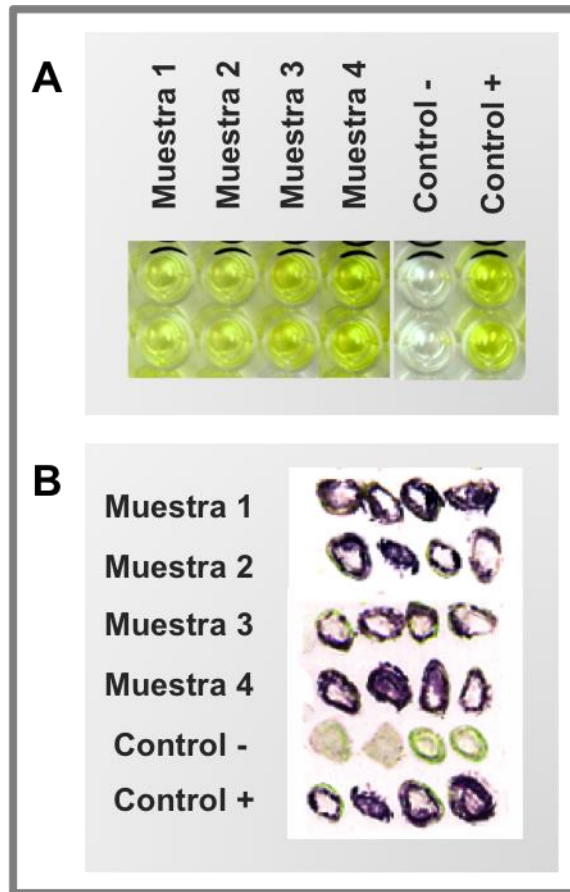 A
Muestra 1
Muestra 2
Muestra 3
Muestra 4
Control -
Control +
B
Muestra 1
Muestra 2
Muestra 3
Muestra 4
Control -
Control +